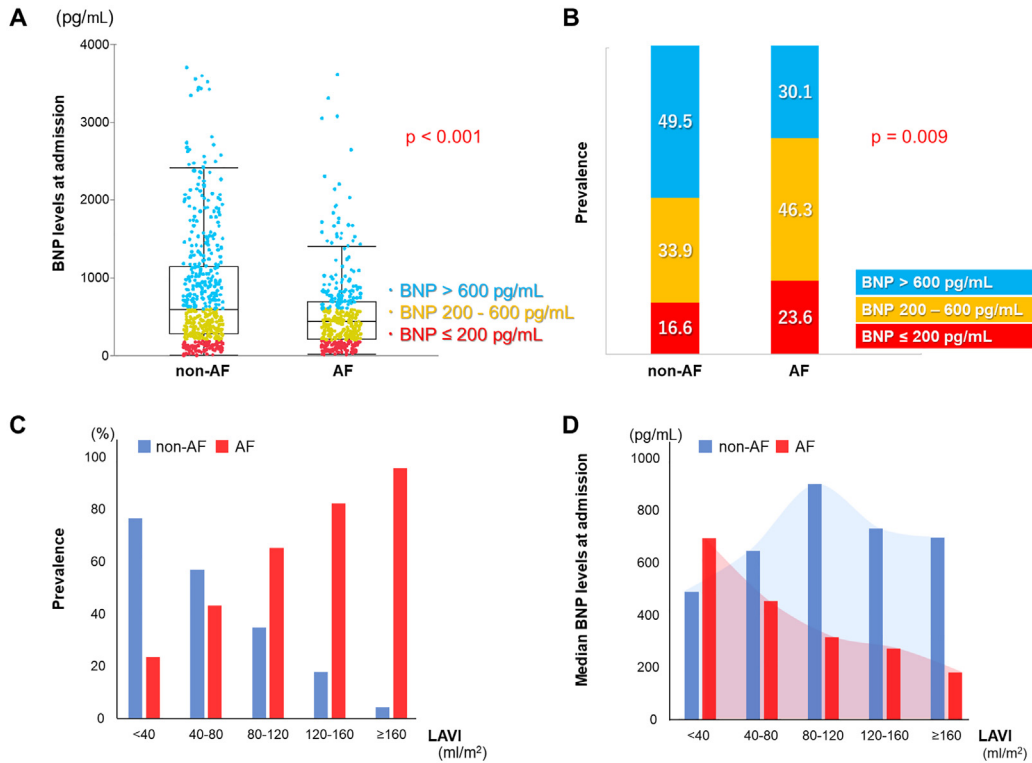 A
(pg/mL)
BNP levels at admission
4000
3000
2000
1000
0
p < 0.001
BNP > 600 pg/mL
BNP 200 - 600 pg/mL
BNP ≤ 200 pg/mL
non-AF
AF
B
Prevalence
49.5
33.9
16.6
30.1
46.3
23.6
p = 0.009
BNP > 600 pg/mL
BNP 200 – 600 pg/mL
BNP ≤ 200 pg/mL
non-AF
AF
C
(%)
non-AF
AF
Prevalence
100
80
60
40
20
0
<40
40-80
80-120
120-160
≥160
LAVI
(ml/m²)
D
(pg/mL)
non-AF
AF
Median BNP levels at admission
1000
800
600
400
200
0
<40
40-80
80-120
120-160
≥160
LAVI
(ml/m²)